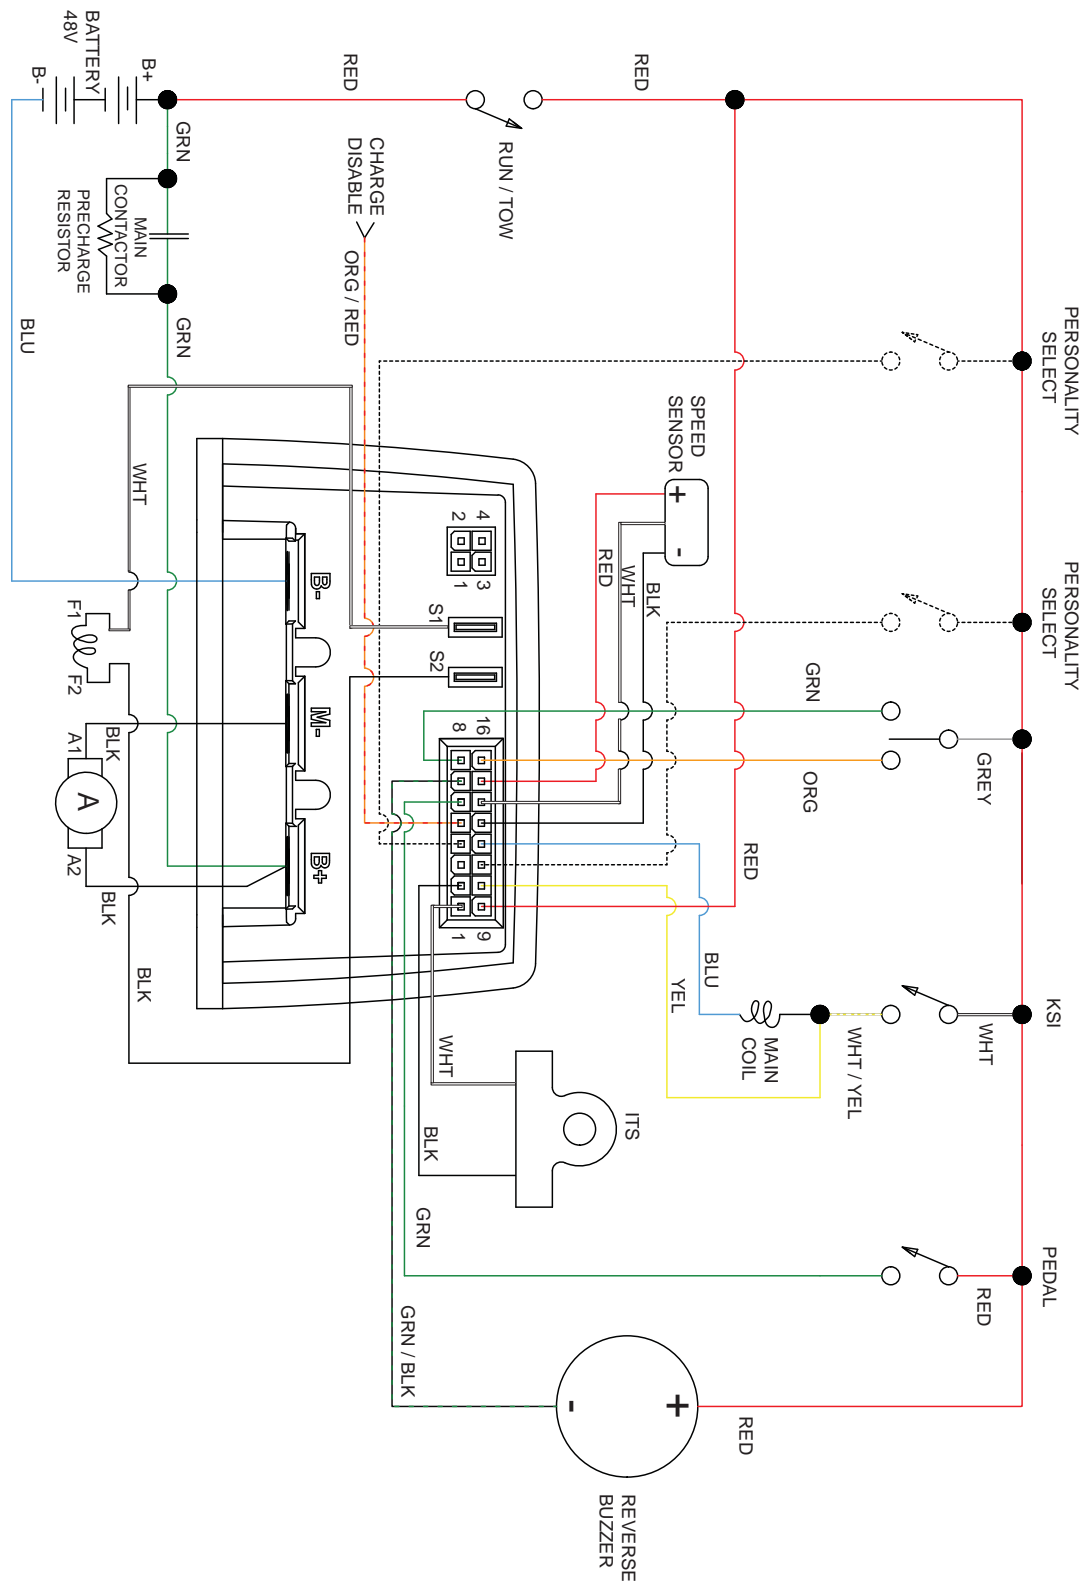 PERSONALITY
SELECT
PERSONALITY
SELECT
KSI
PEDAL
RED
RED
RUN / TOW
GRN
ORG
GREY
WHT
RED
WHT / YEL
MAIN
COIL
BLU
YEL
RED
RED
REVERSE
BUZZER
+
-
SPEED
SENSOR
+
-
RED
WHT
BLK
CHARGE
DISABLE
ORG / RED
ITS
WHT
BLK
GRN
GRN / BLK
4
2
3
1
S1
S2
16
8
9
1
B-
M-
B+
BATTERY
48V
B+
B-
GRN
MAIN
CONTACTOR
PRECHARGE
RESISTOR
GRN
BLU
WHT
F1
F2
A1
BLK
A
A2
BLK
BLK